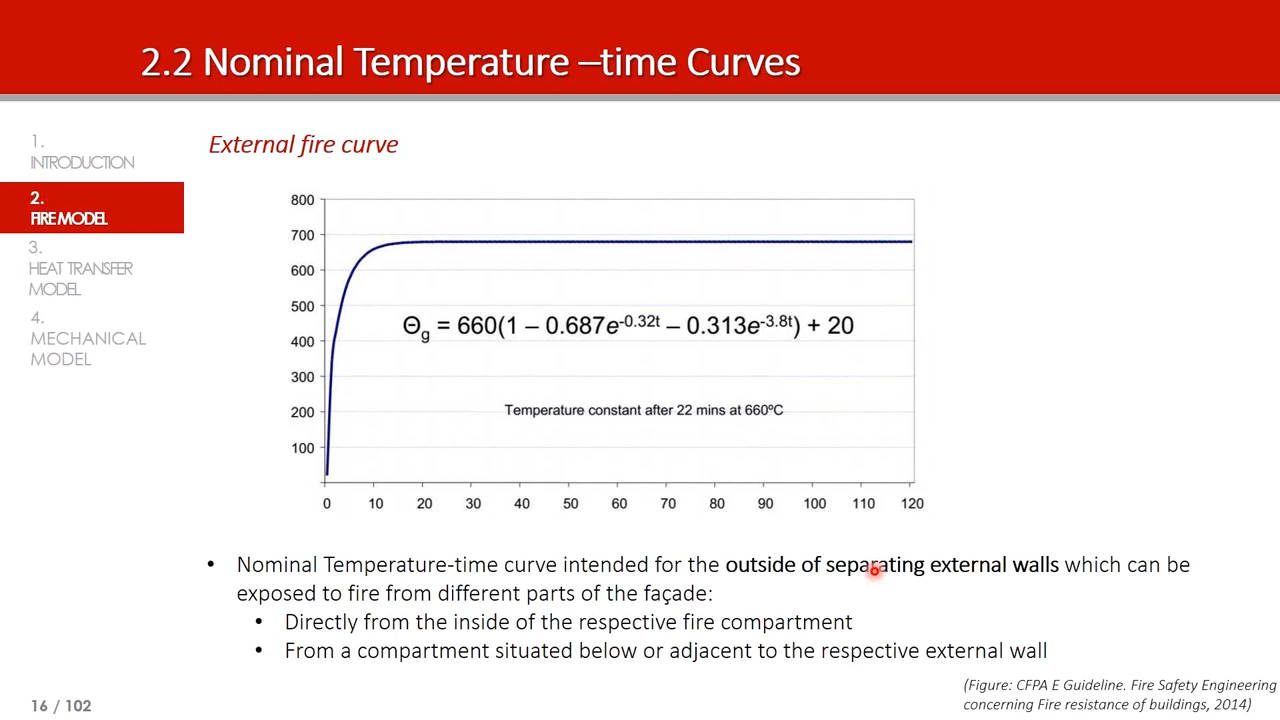 2.2 Nominal Temperature –time Curves
1.
INTRODUCTION
2.
FIRE MODEL
3.
HEAT TRANSFER
MODEL
4.
MECHANICAL
MODEL
External fire curve
800
700
600
500
400
300
200
100
Θg = 660(1 – 0.687e-0.32t – 0.313e-3.8t) + 20
Temperature constant after 22 mins at 660ºC
0 10 20 30 40 50 60 70 80 90 100 110 120
• Nominal Temperature-time curve intended for the outside of separating external walls which can be
exposed to fire from different parts of the façade:
• Directly from the inside of the respective fire compartment
• From a compartment situated below or adjacent to the respective external wall
(Figure: CFPA E Guideline. Fire Safety Engineering
concerning Fire resistance of buildings, 2014)
16 / 102